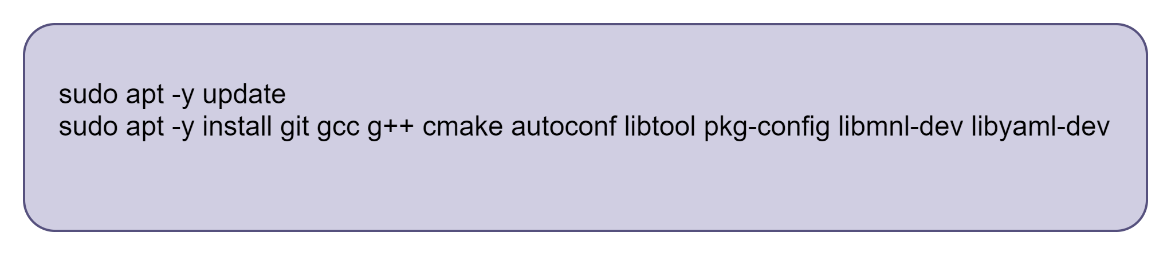 sudo apt -y update
sudo apt -y install git gcc g++ cmake autoconf libtool pkg-config libmnl-dev libyaml-dev